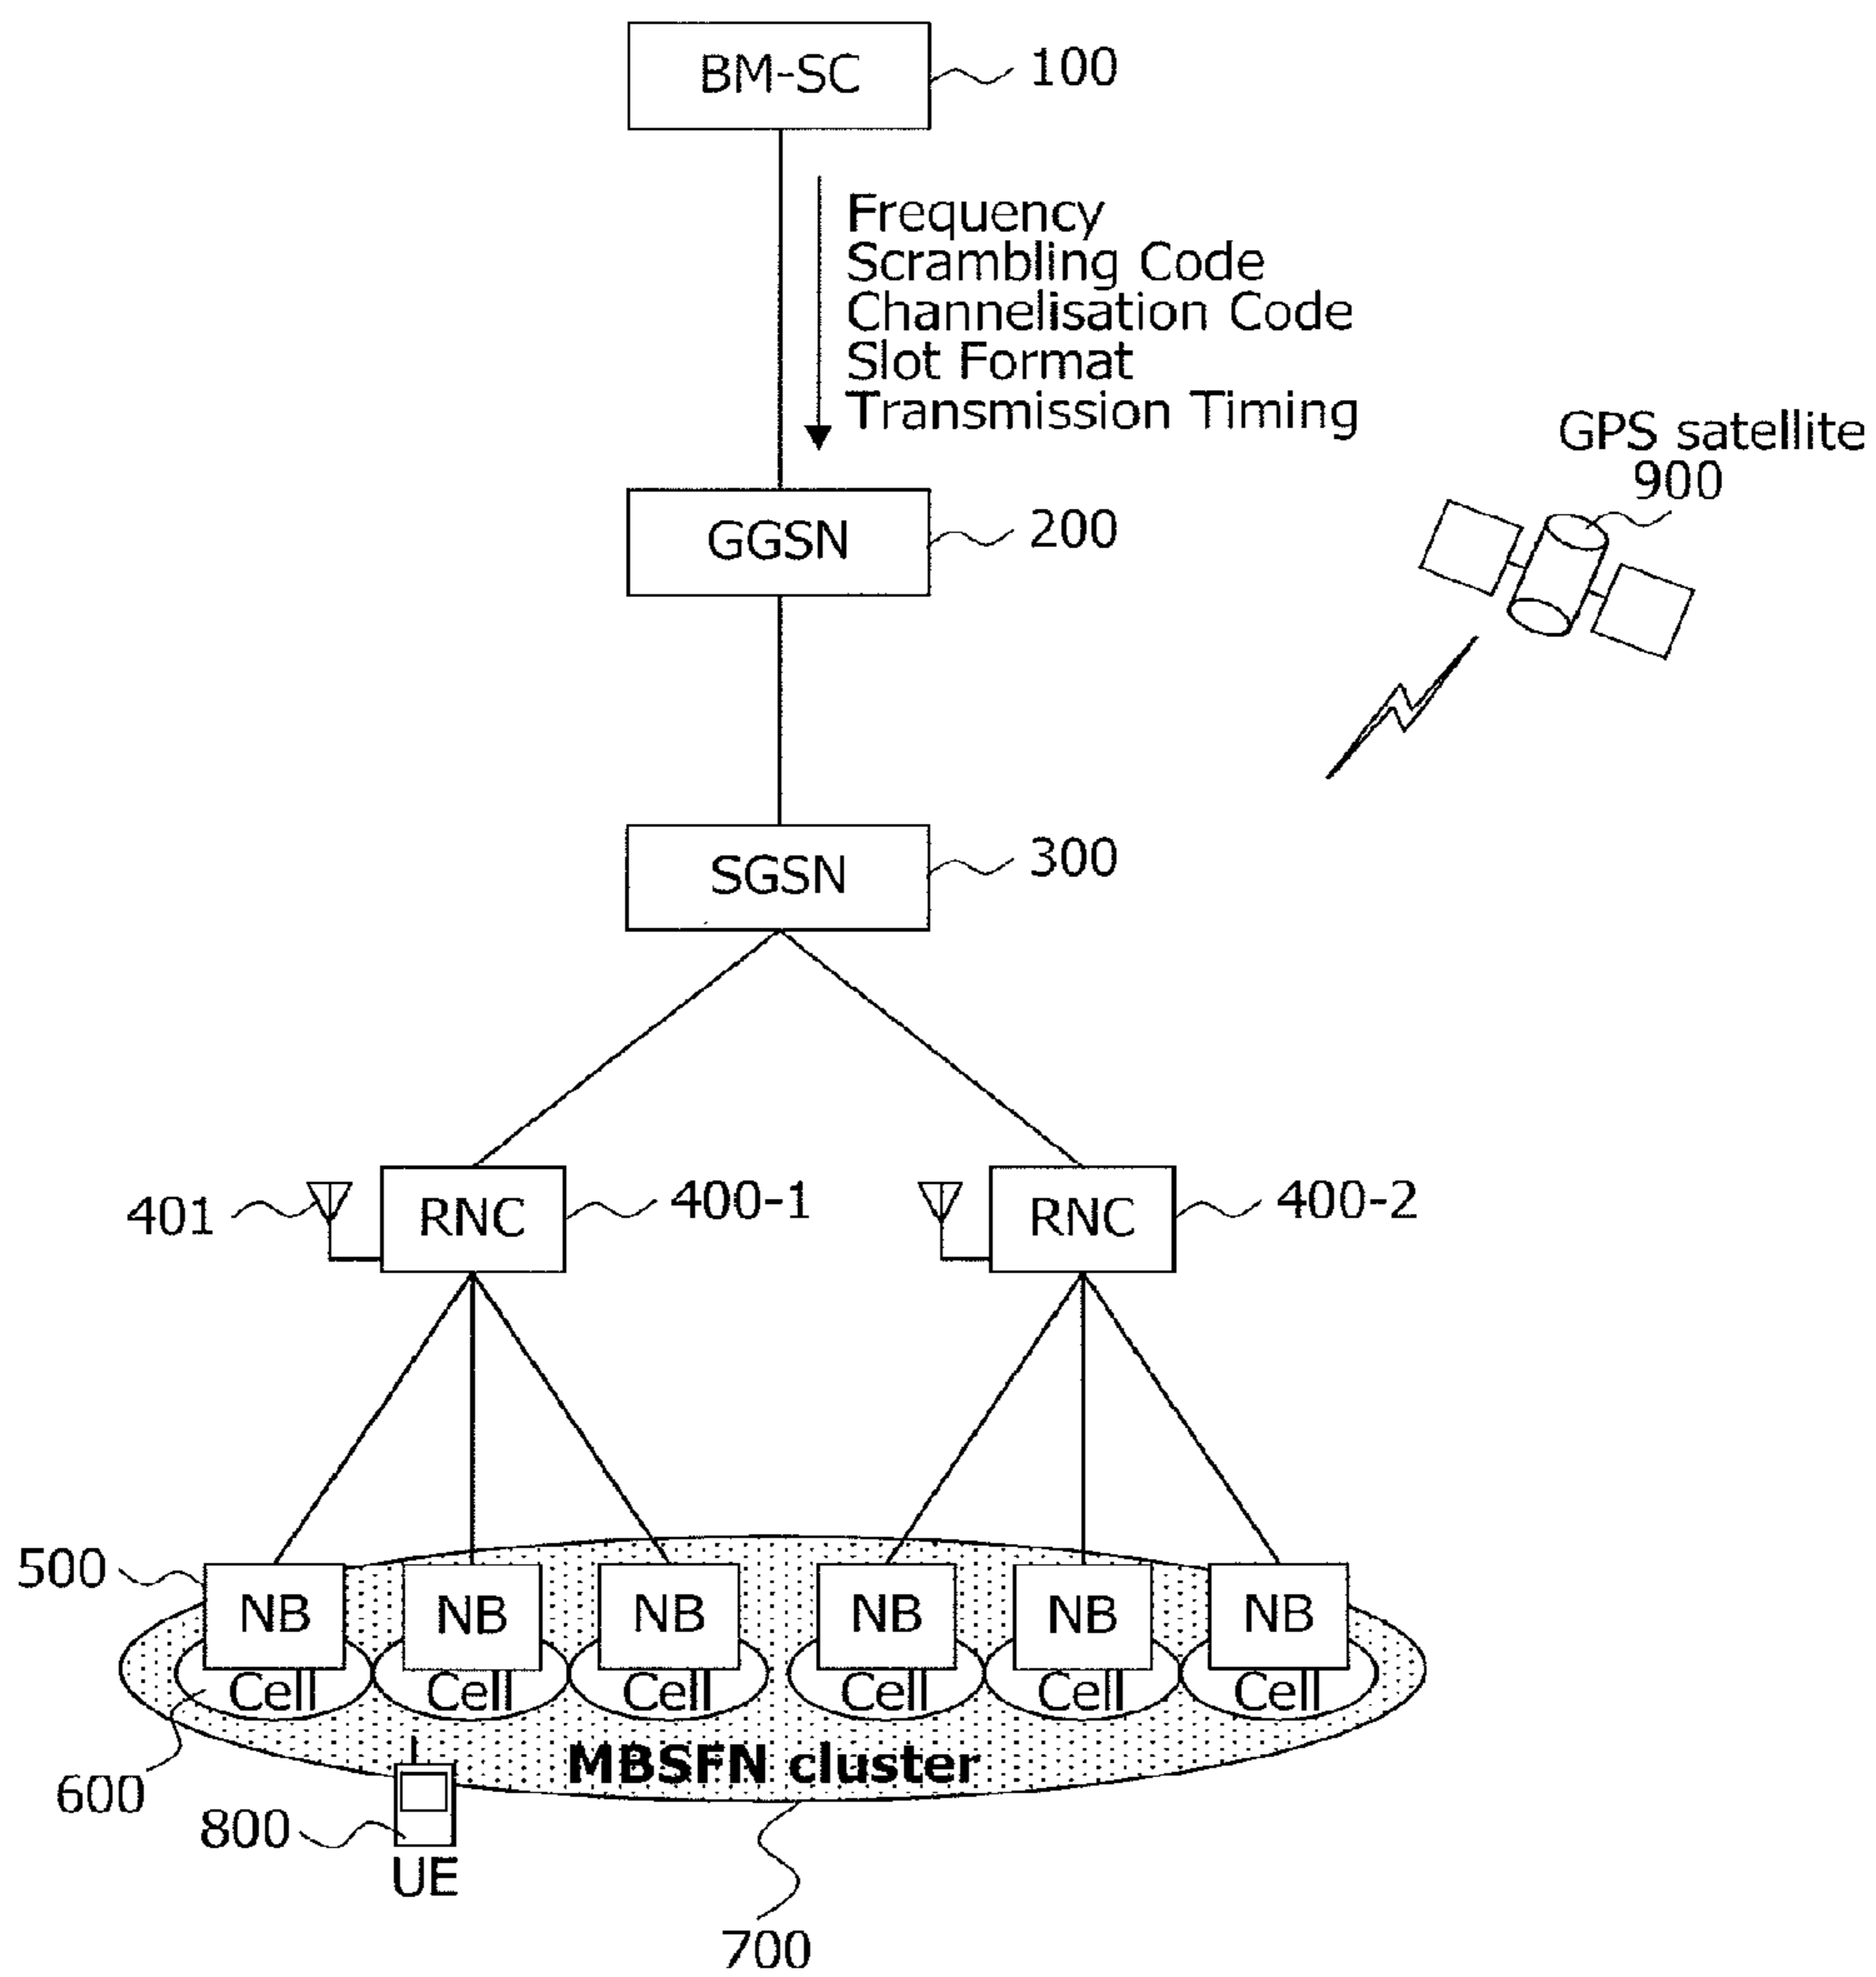 BM-SC
100
Frequency
Scrambling Code
Channelisation Code
Slot Format
Transmission Timing
GPS satellite
900
GGSN
200
SGSN
300
401
RNC
400-1
RNC
400-2
500
NB
NB
NB
NB
NB
NB
Cell
Cell
Cell
Cell
Cell
Cell
MBSFN cluster
600
800
UE
700